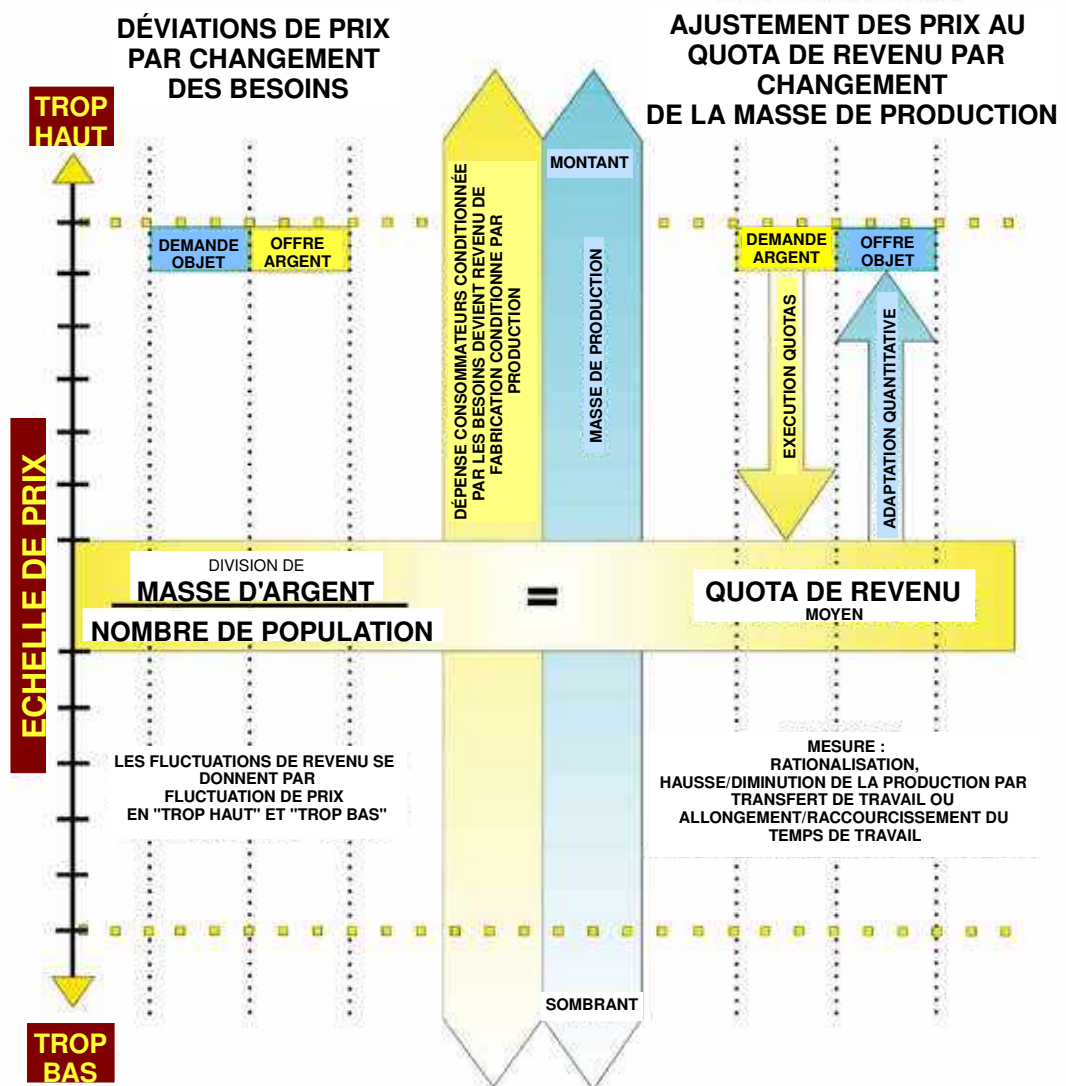 DÉVIATIONS DE PRIX
PAR CHANGEMENT
DES BESOINS
AJUSTEMENT DES PRIX AU
QUOTA DE REVENU PAR
CHANGEMENT
DE LA MASSE DE PRODUCTION
TROP
HAUT
ECHELLE DE PRIX
DEMANDE
OBJET
OFFRE
ARGENT
DÉPENSE CONSOMMATEURS CONDITIONNÉE
PAR LES BESOINS DEVIENT REVENU DE
FABRICATION CONDITIONNE PAR
PRODUCTION
MONTANT
MASSE DE PRODUCTION
DEMANDE
ARGENT
OFFRE
OBJET
EXECUTION QUOTAS
ADAPTATION QUANTITATIVE
DIVISION DE
MASSE D'ARGENT
NOMBRE DE POPULATION
=
QUOTA DE REVENU
MOYEN
LES FLUCTUATIONS DE REVENU SE
DONNENT PAR
FLUCTUATION DE PRIX
EN "TROP HAUT" ET "TROP BAS"
MESURE :
RATIONALISATION,
HAUSSE/DIMINUTION DE LA PRODUCTION PAR
TRANSFERT DE TRAVAIL OU
ALLONGEMENT/RACCOURCISSEMENT DU
TEMPS DE TRAVAIL
SOMBRANT
TROP
BAS